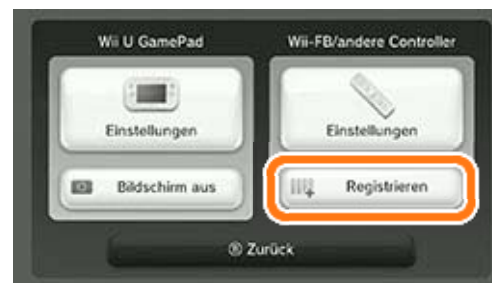 Wii U GamePad
Wii-FB/andere Controller
Einstellungen
Einstellungen
Bildschirm aus
Registrieren
Ⓑ Zurück